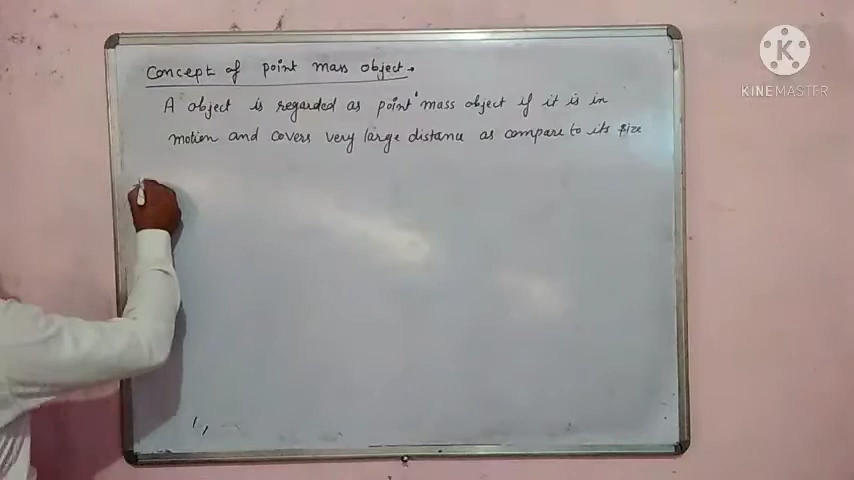 Concept of point mass object.
A object is regarded as point mass object if it is in
motion and covers very large distance as compare to its size
K
KINEMASTER